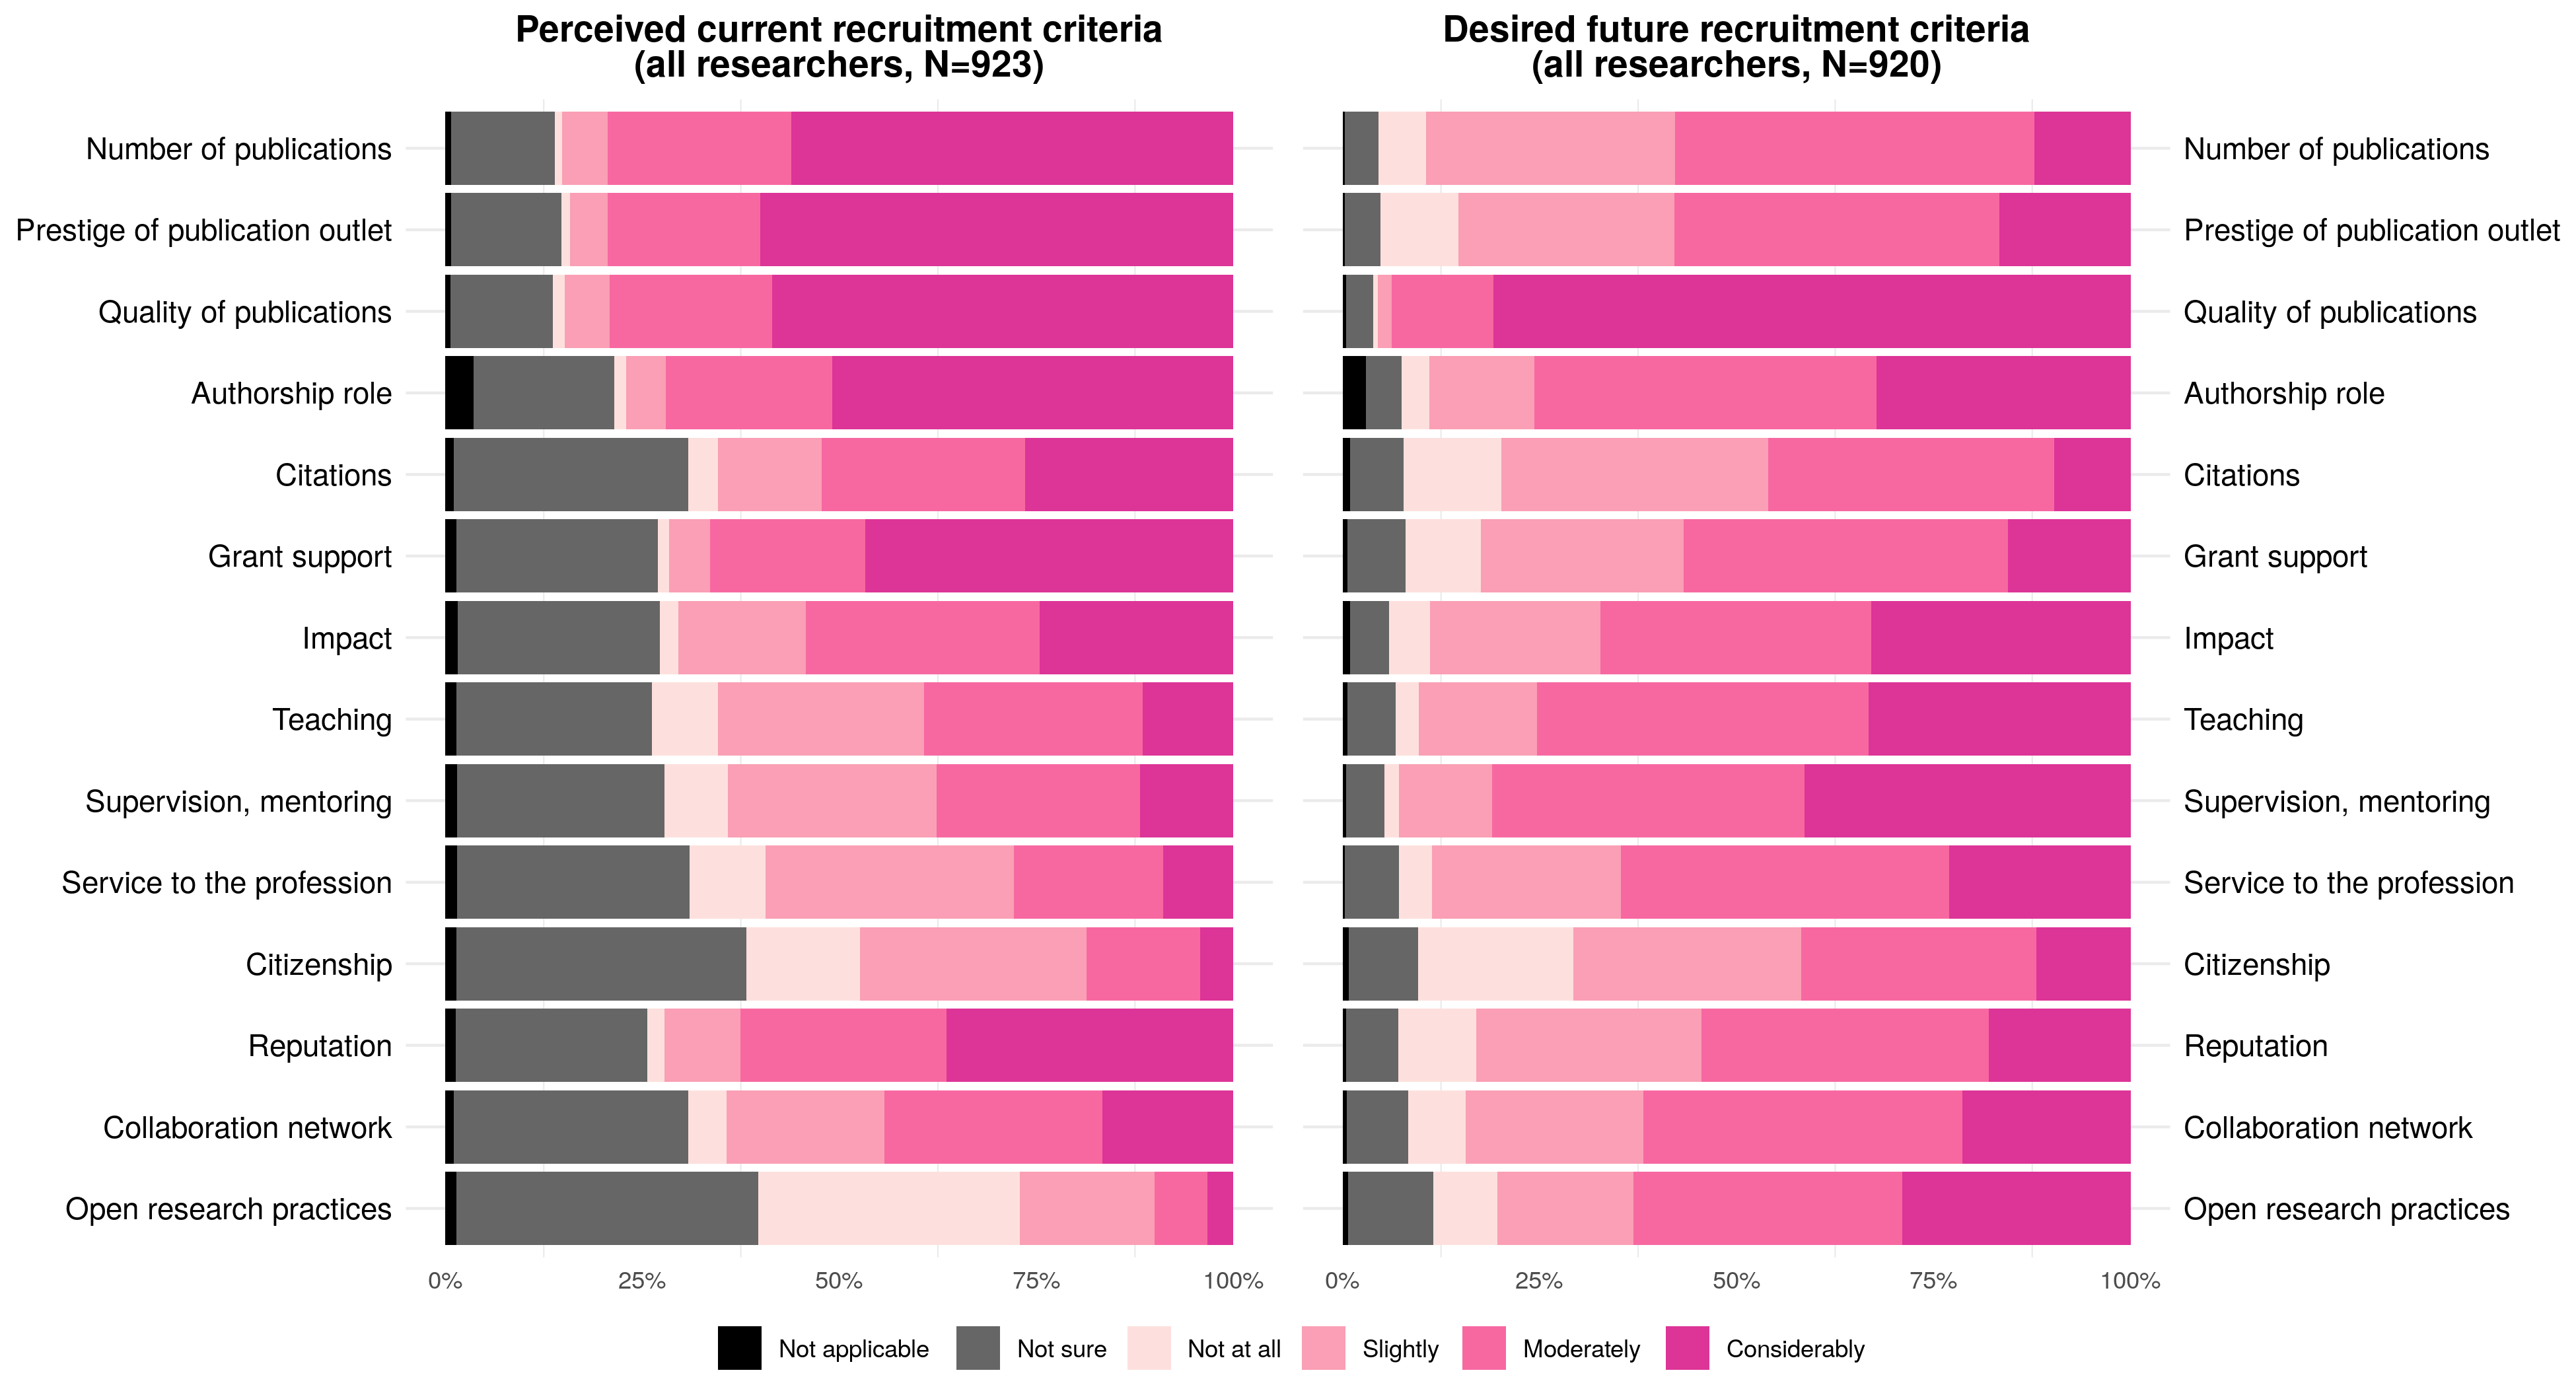 Perceived current recruitment criteria
(all researchers, N=923)
Desired future recruitment criteria
(all researchers, N=920)
Number of publications
Number of publications
Prestige of publication outlet
Prestige of publication outlet
Quality of publications
Quality of publications
Authorship role
Authorship role
Citations
Citations
Grant support
Grant support
Impact
Impact
Teaching
Teaching
Supervision, mentoring
Supervision, mentoring
Service to the profession
Service to the profession
Citizenship
Citizenship
Reputation
Reputation
Collaboration network
Collaboration network
Open research practices
Open research practices
0% 25% 50% 75% 100%
0% 25% 50% 75% 100%
Not applicable Not sure Not at all Slightly Moderately Considerably